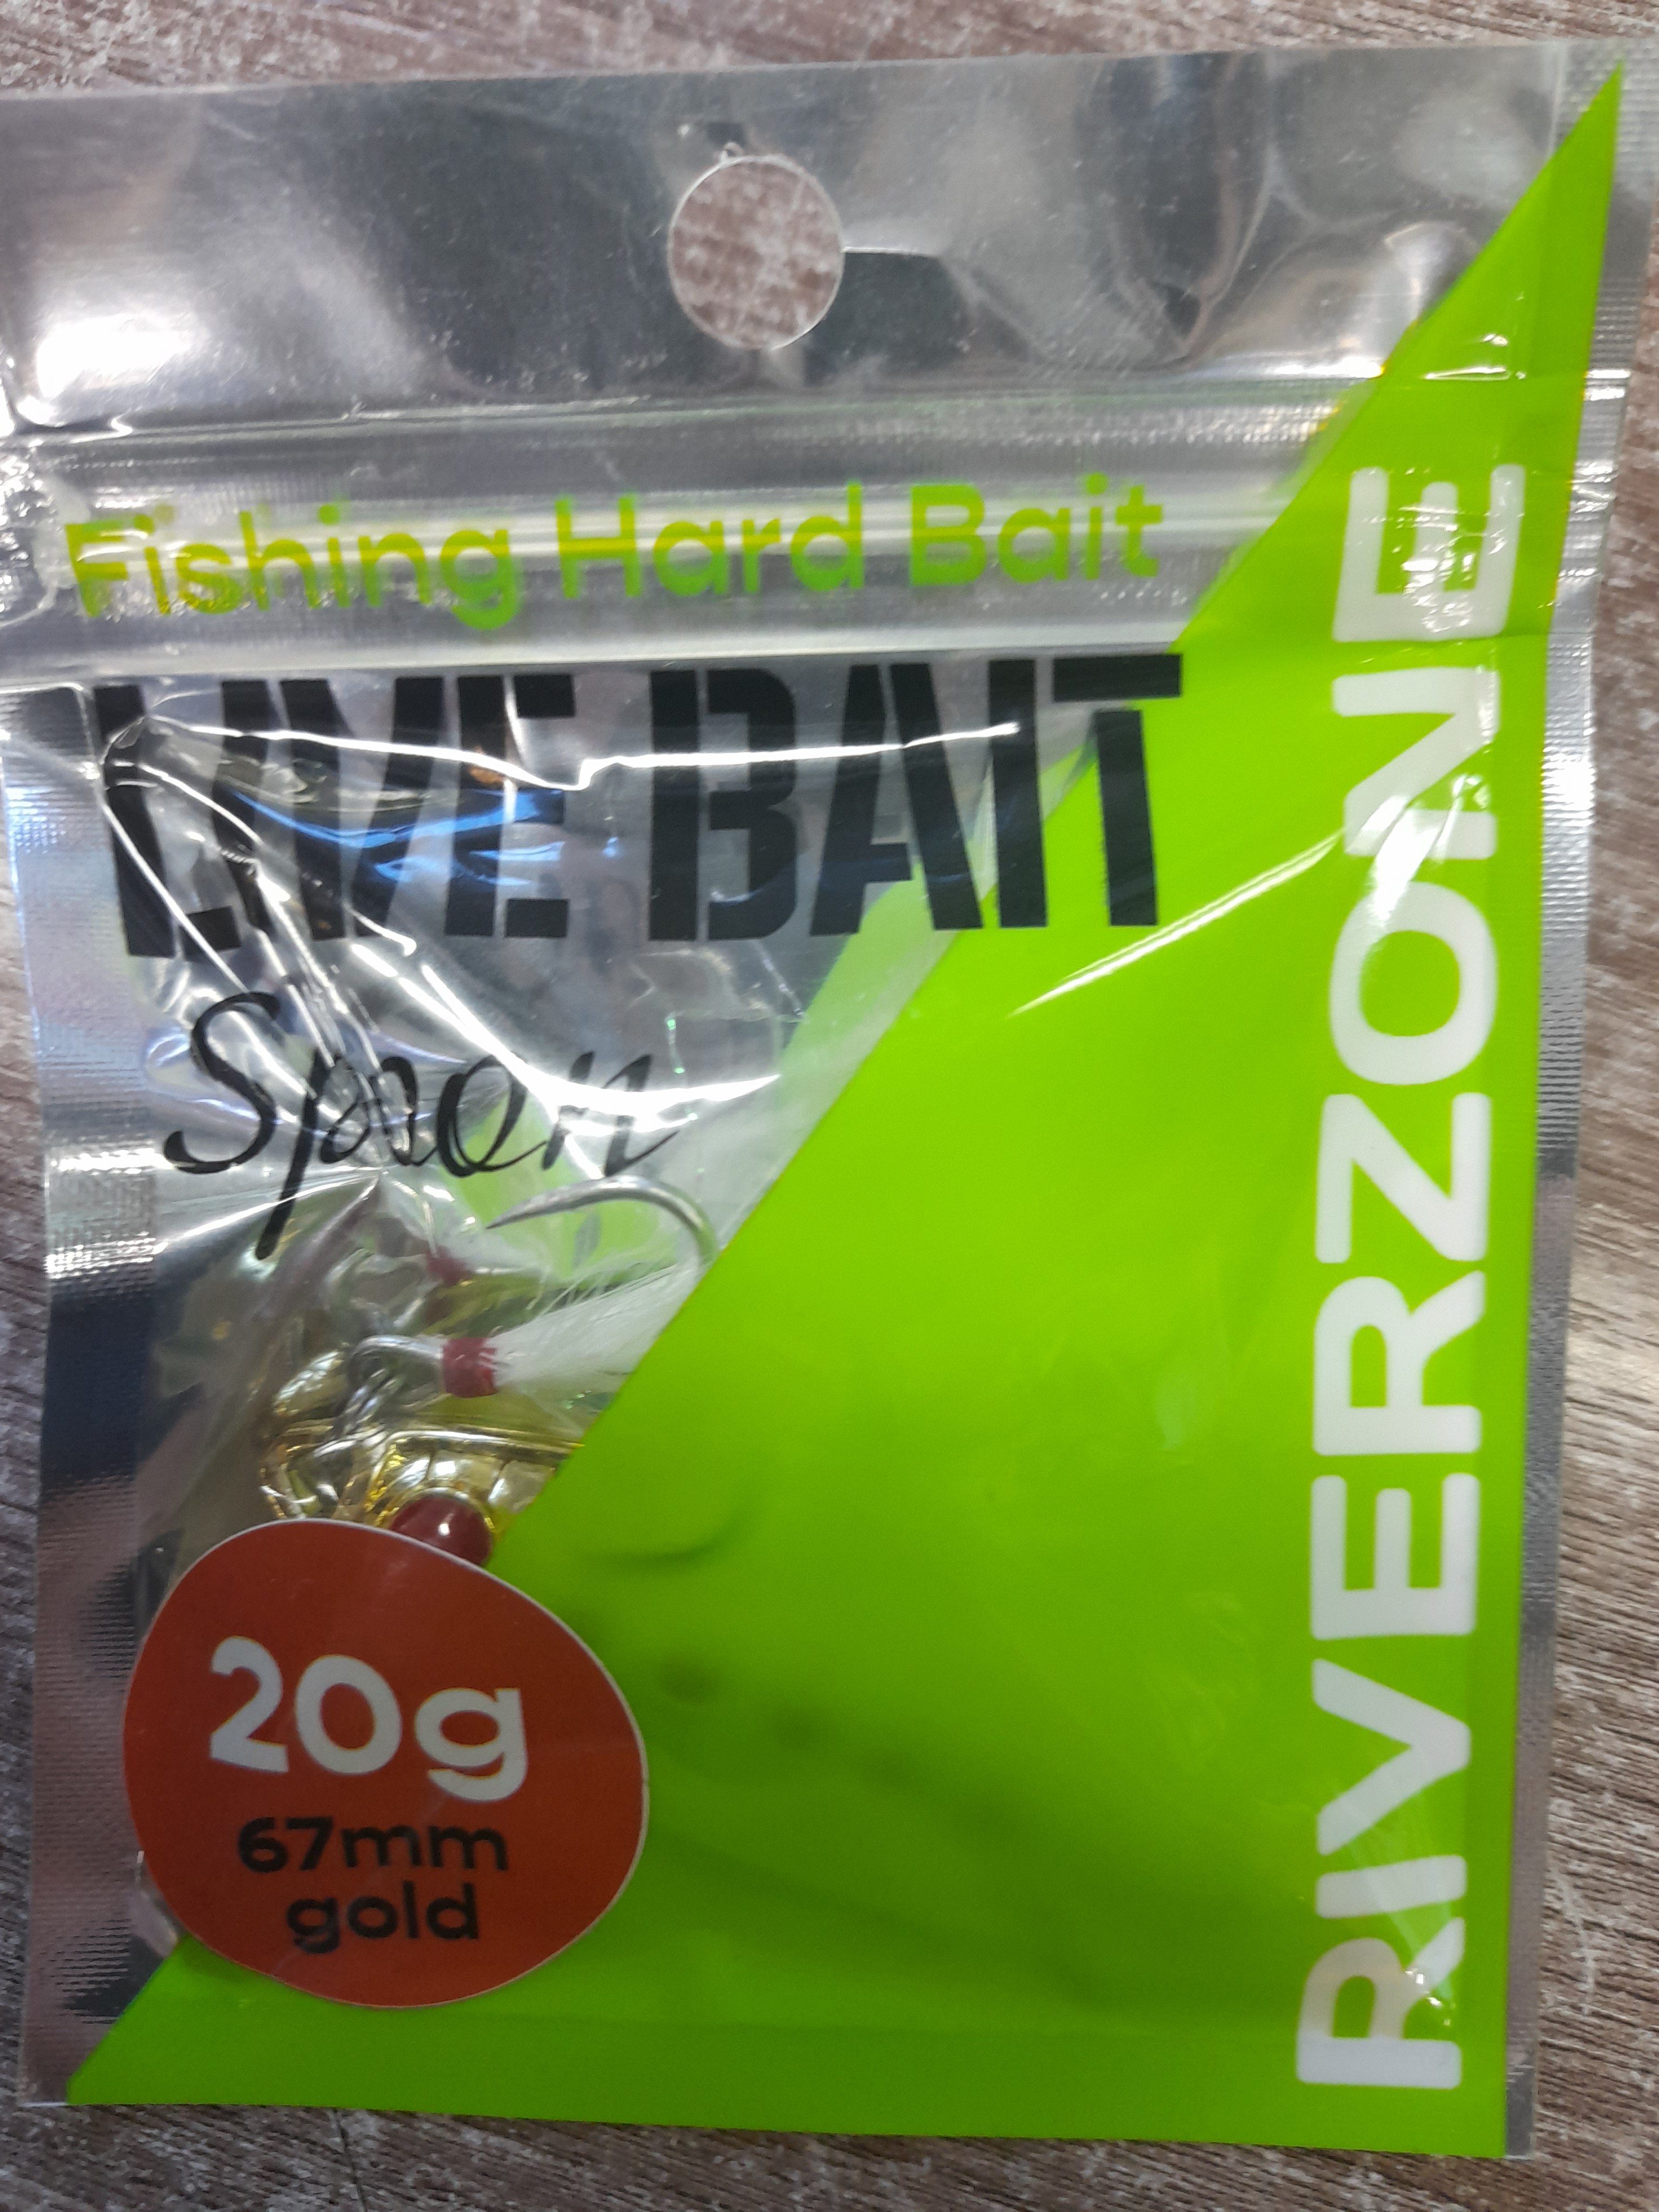 Fishing Hard Bait
LIVE BAIT
Spoon
RIVERZONE
20g
67mm
gold